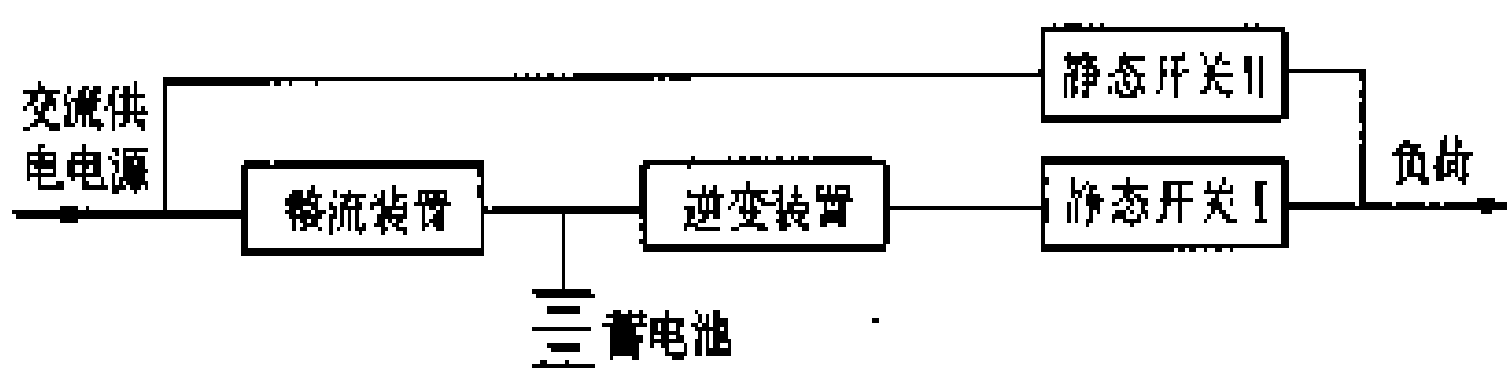 静态开关Ⅱ
交流供
电电源
负荷
整流装置
逆变装置
静态开关Ⅰ
蓄电池